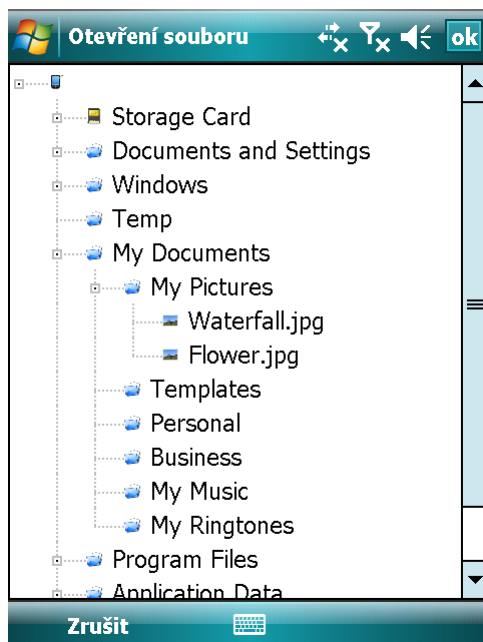 Otevření souboru
ok
Storage Card
Documents and Settings
Windows
Temp
My Documents
My Pictures
Waterfall.jpg
Flower.jpg
Templates
Personal
Business
My Music
My Ringtones
Program Files
Application Data
Zrušit